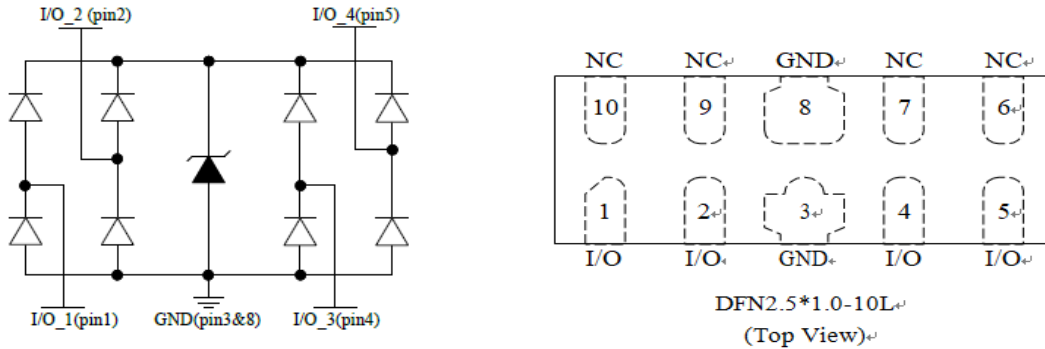 I/O_2 (pin2)
I/O_4(pin5)
I/O_1(pin1)
GND(pin3&8)
I/O_3(pin4)
NC NC↵ GND↵ NC NC↵
10 9 8 7 6↵
1 2↵ 3↵ 4 5↵
I/O I/O↵ GND↵ I/O I/O↵
DFN2.5*1.0-10L↵
(Top View)↵